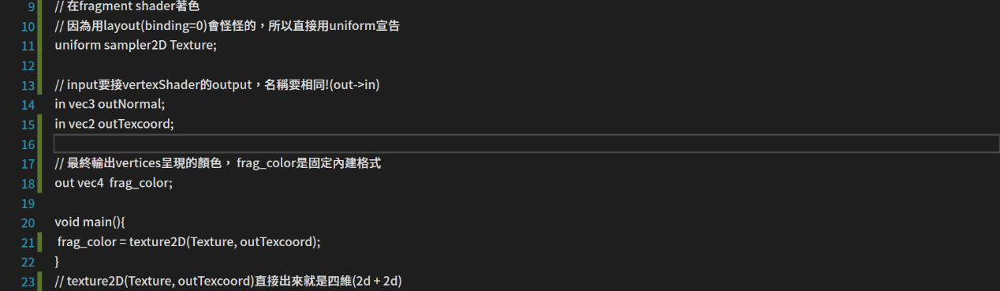 9 // 在fragment shader著色
10 // 因為用layout(binding=0)會怪怪的，所以直接用uniform宣告
11 uniform sampler2D Texture;
12
13 // input要接vertexShader的output，名稱要相同!(out->in)
14 in vec3 outNormal;
15 in vec2 outTexcoord;
16
17 // 最終輸出vertices呈現的顏色， frag_color是固定內建格式
18 out vec4  frag_color;
19
20 void main(){
21 frag_color = texture2D(Texture, outTexcoord);
22 }
23 // texture2D(Texture, outTexcoord)直接出來就是四維(2d + 2d)